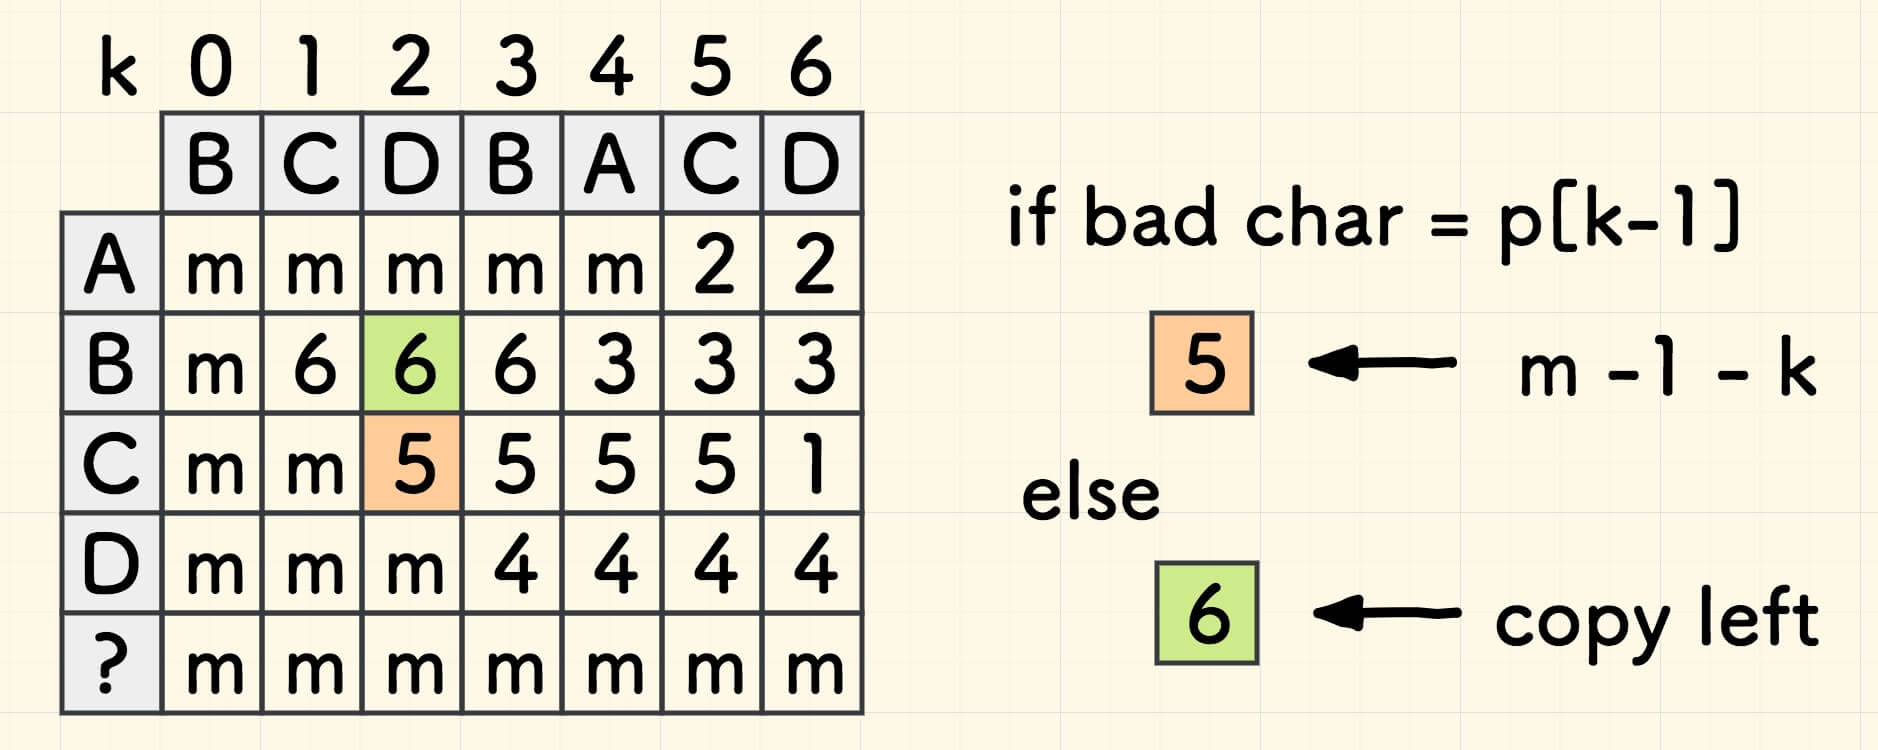 k 0 1 2 3 4 5 6
B C D B A C D
A m m m m m 2 2
B m 6 6 6 3 3 3
C m m 5 5 5 5 1
D m m m 4 4 4 4
? m m m m m m m
if bad char = p[k-1]
5 m -1 - k
else
6 copy left